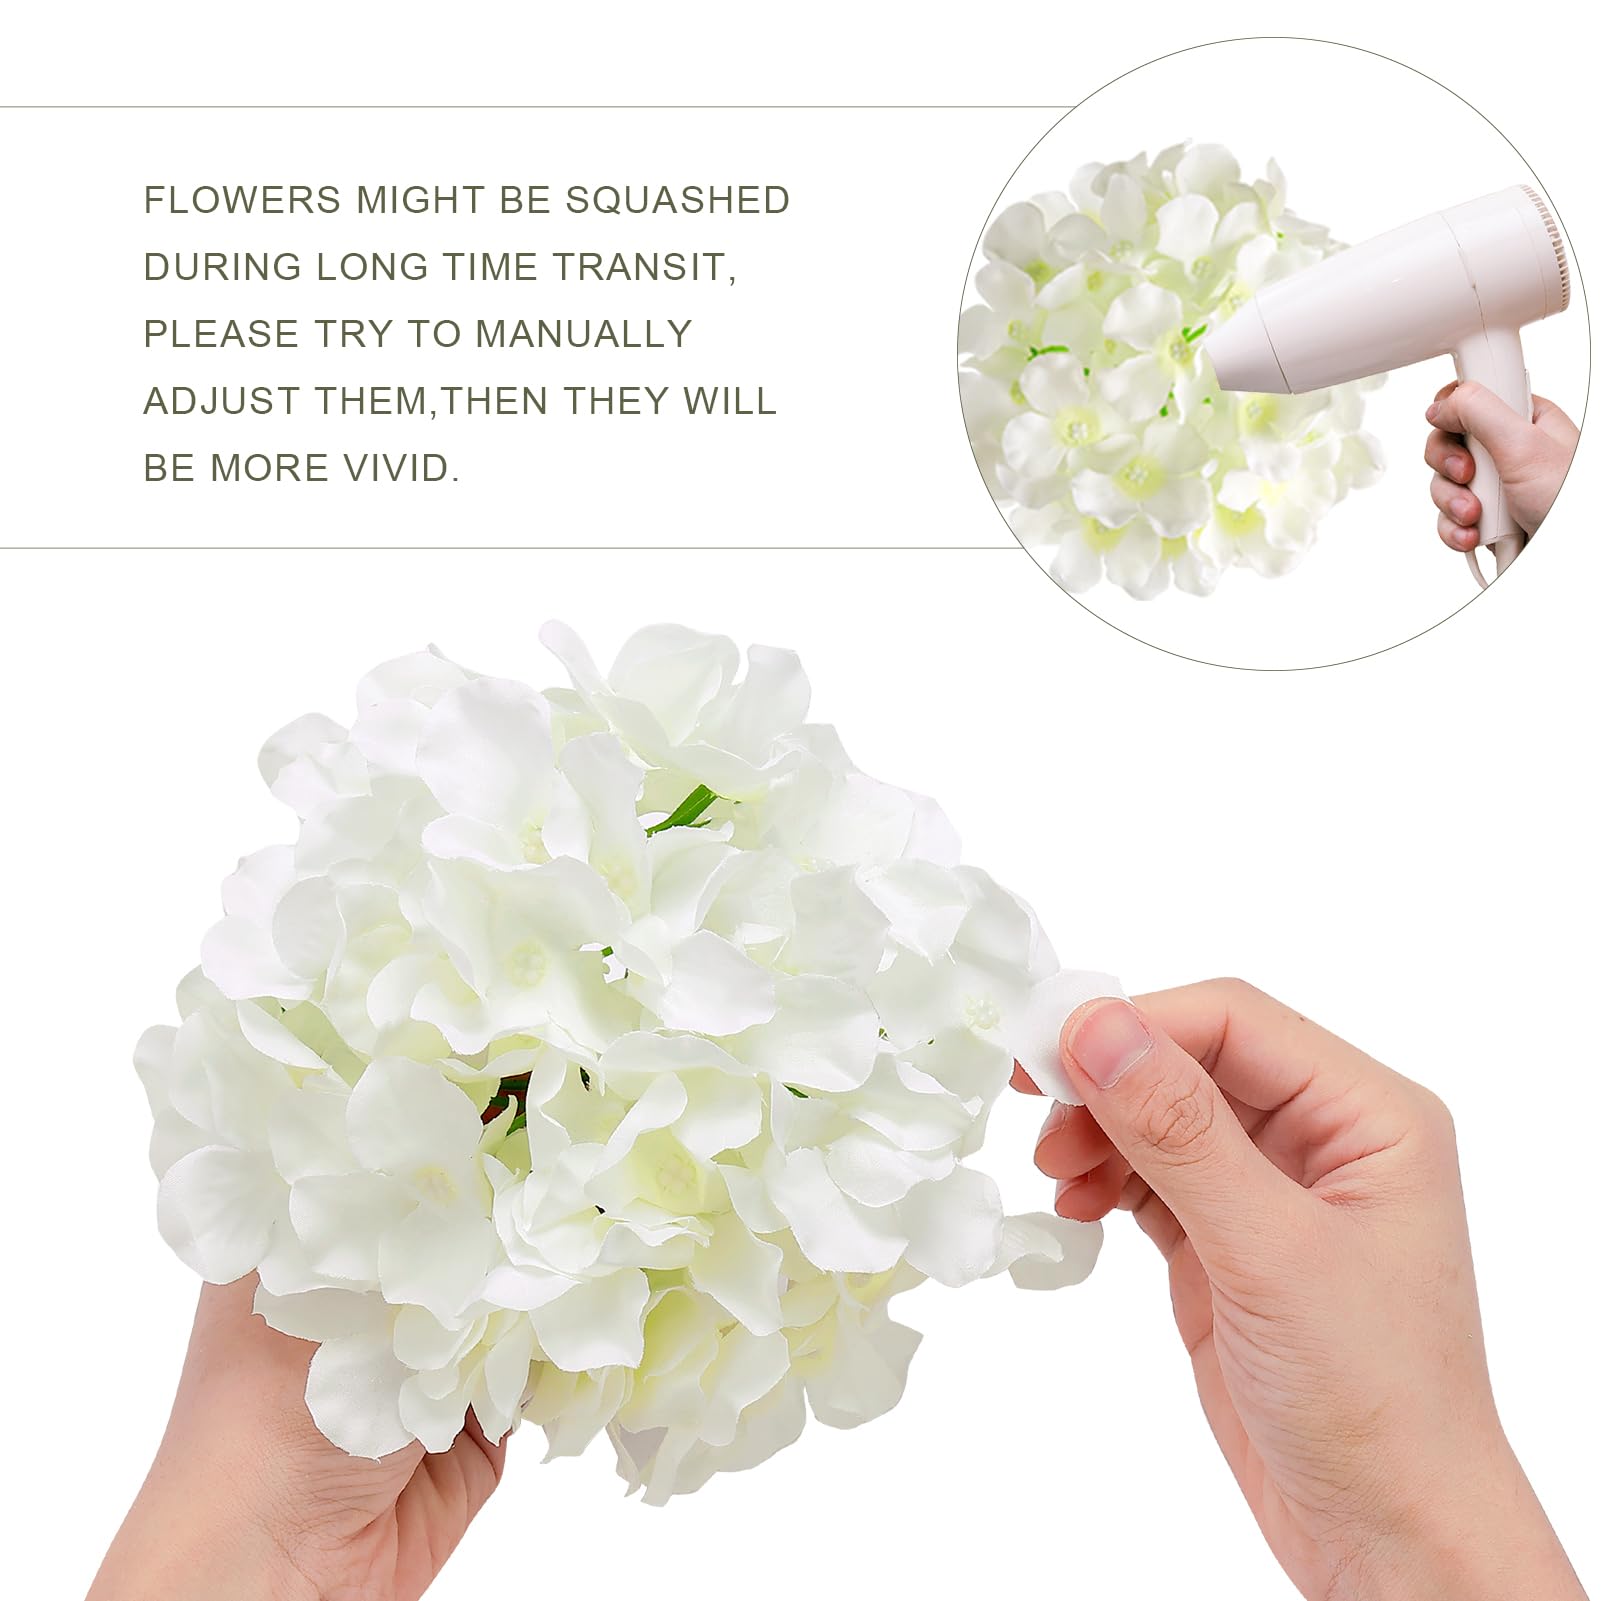 FLOWERS MIGHT BE SQUASHED
DURING LONG TIME TRANSIT,
PLEASE TRY TO MANUALLY
ADJUST THEM,THEN THEY WILL
BE MORE VIVID.